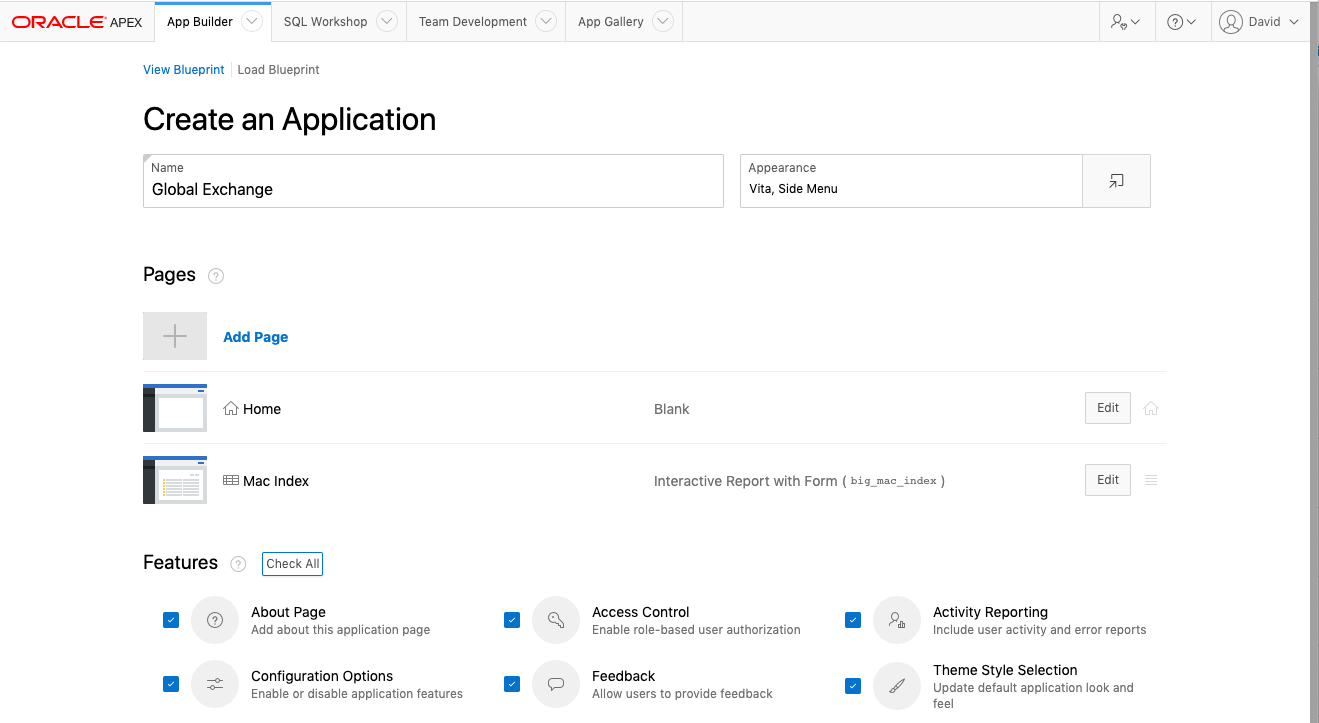 ORACLE APEX App Builder SQL Workshop Team Development App Gallery David
View Blueprint Load Blueprint
Create an Application
Name
Global Exchange
Appearance
Vita, Side Menu
Pages ?
Add Page
Home Blank Edit
Mac Index Interactive Report with Form ( big_mac_index ) Edit
Features ? Check All
About Page
Add about this application page
Access Control
Enable role-based user authorization
Activity Reporting
Include user activity and error reports
Configuration Options
Enable or disable application features
Feedback
Allow users to provide feedback
Theme Style Selection
Update default application look and
feel